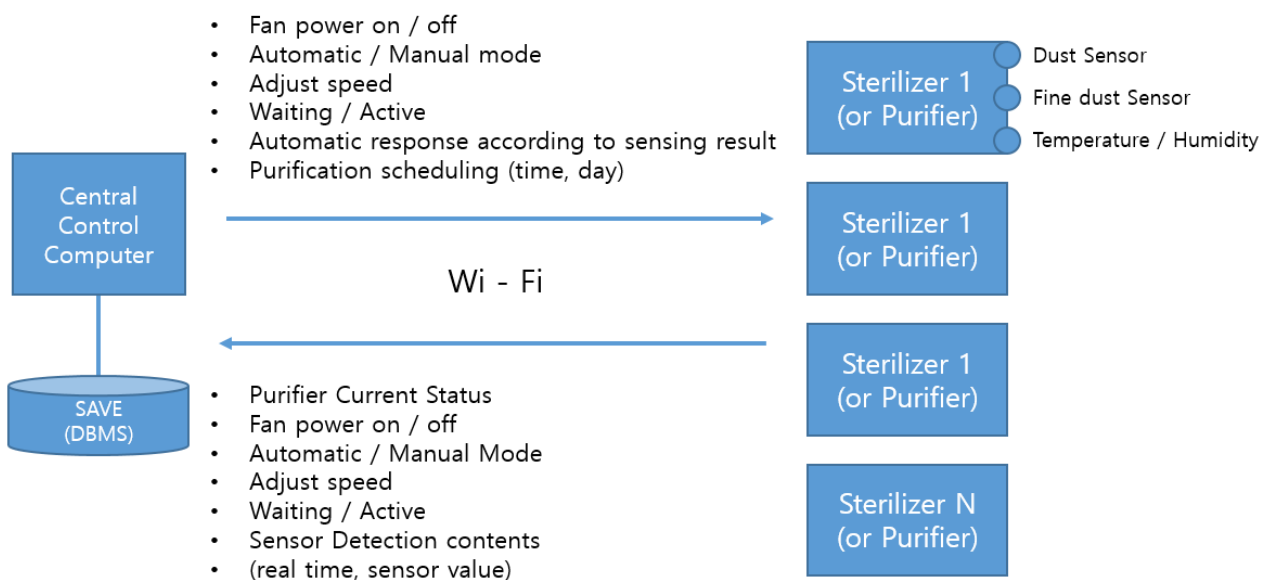 • Fan power on / off
• Automatic / Manual mode
• Adjust speed
• Waiting / Active
• Automatic response according to sensing result
• Purification scheduling (time, day)
Central
Control
Computer
Wi - Fi
SAVE
(DBMS)
• Purifier Current Status
• Fan power on / off
• Automatic / Manual Mode
• Adjust speed
• Waiting / Active
• Sensor Detection contents
• (real time, sensor value)
Sterilizer 1
(or Purifier)
Dust Sensor
Fine dust Sensor
Temperature / Humidity
Sterilizer 1
(or Purifier)
Sterilizer 1
(or Purifier)
Sterilizer N
(or Purifier)